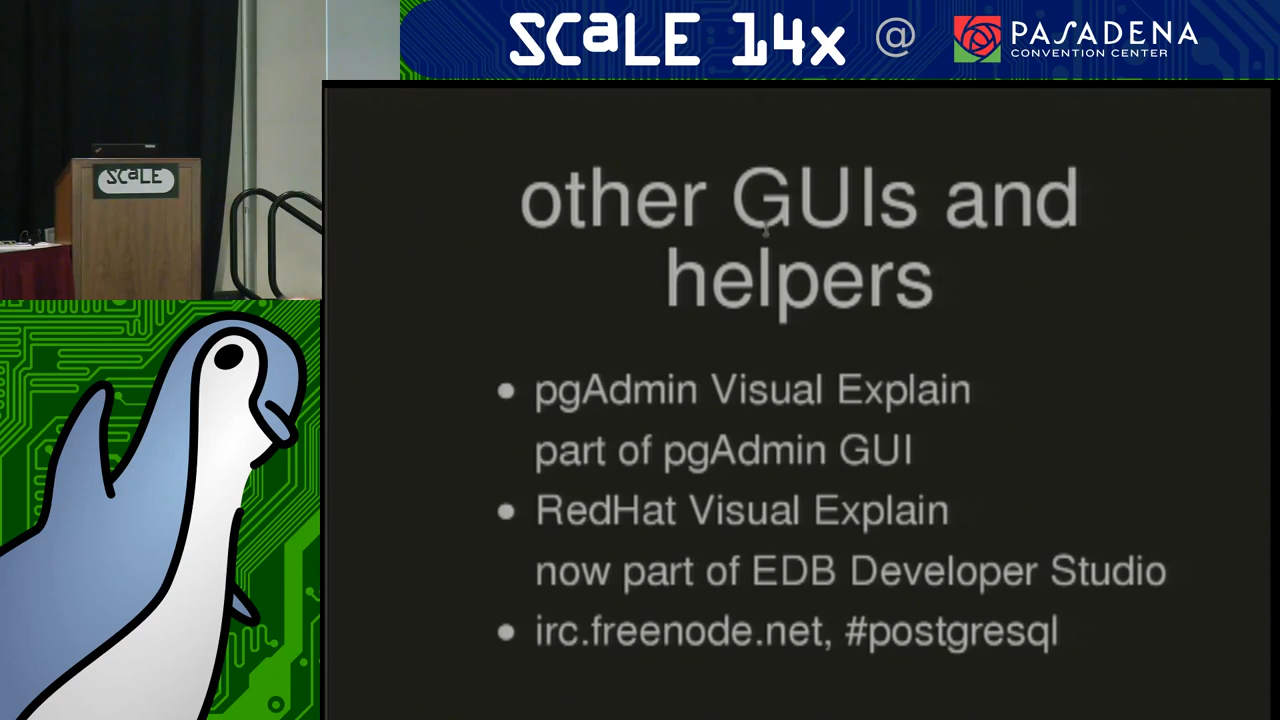 SCaLE 14x @ PASADENA
CONVENTION CENTER
SCaLE
other GUIs and
helpers
• pgAdmin Visual Explain
part of pgAdmin GUI
• RedHat Visual Explain
now part of EDB Developer Studio
• irc.freenode.net, #postgresql